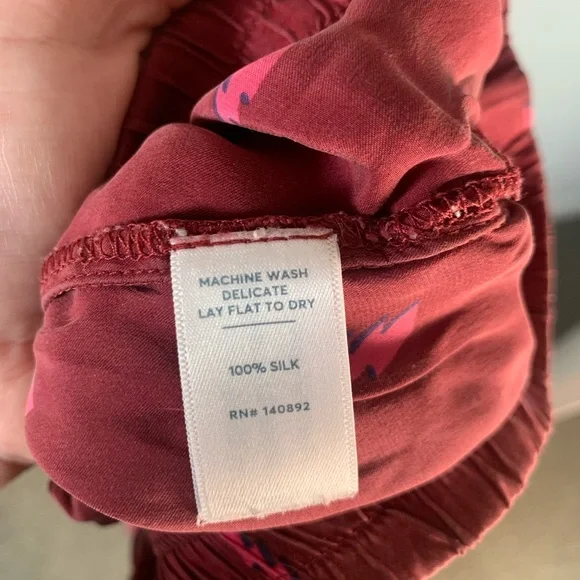 MACHINE WASH
DELICATE
LAY FLAT TO DRY
100% SILK
RN# 140892